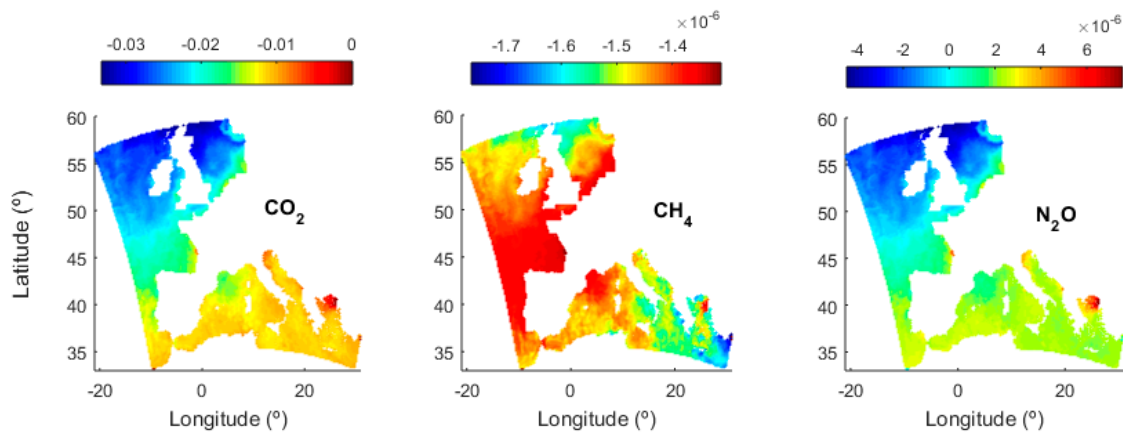 ×10⁻⁶
×10⁻⁶
-0.03 -0.02 -0.01 0
-1.7 -1.6 -1.5 -1.4
-4 -2 0 2 4 6
60 60 60
55 55 55
CO₂ CH₄ N₂O
50 50 50
Latitude (º)
45 45 45
40 40 40
35 35 35
-20 0 20 -20 0 20 -20 0 20
Longitude (º) Longitude (º) Longitude (º)